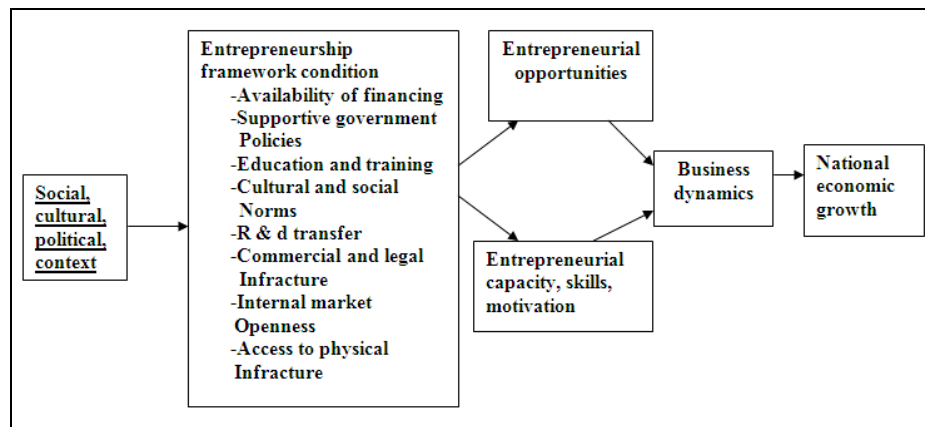 Social,
cultural,
political,
context
Entrepreneurship
framework condition
-Availability of financing
-Supportive government
Policies
-Education and training
-Cultural and social
Norms
-R & d transfer
-Commercial and legal
Infracture
-Internal market
Openness
-Access to physical
Infracture
Entrepreneurial
opportunities
Entrepreneurial
capacity, skills,
motivation
Business
dynamics
National
economic
growth